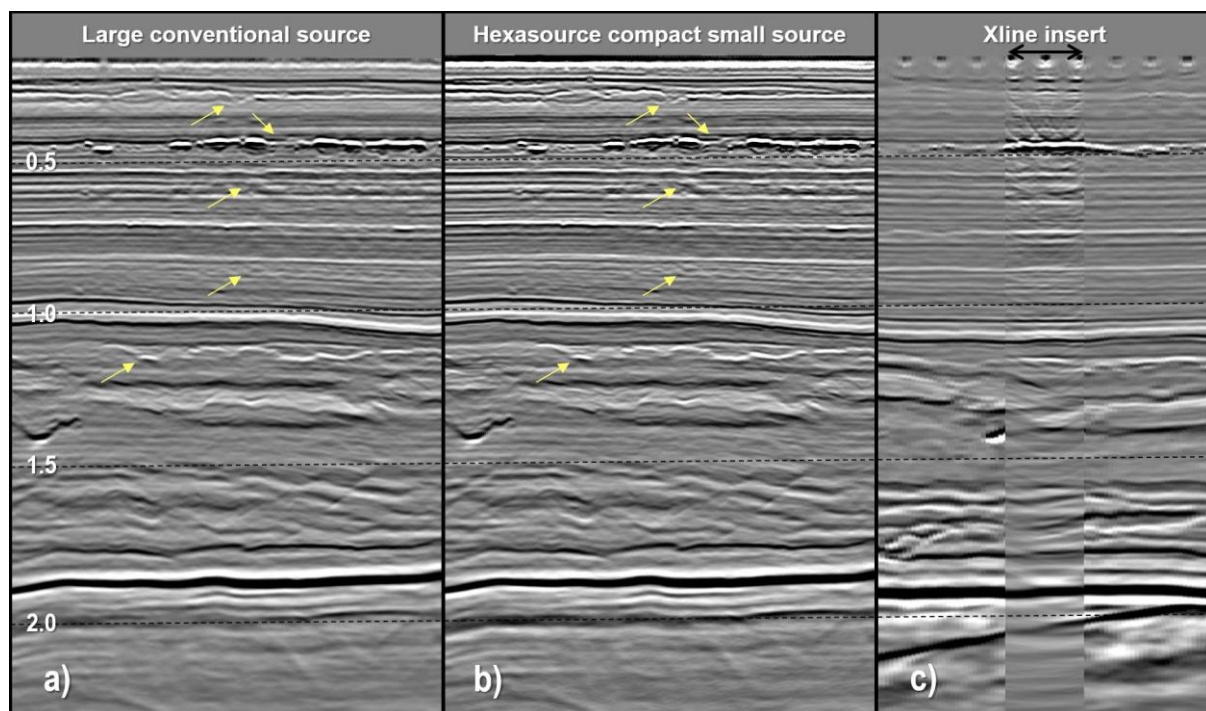 Large conventional source
Hexasource compact small source
Xline insert
0.5
1.0
1.5
2.0
a)
b)
c)